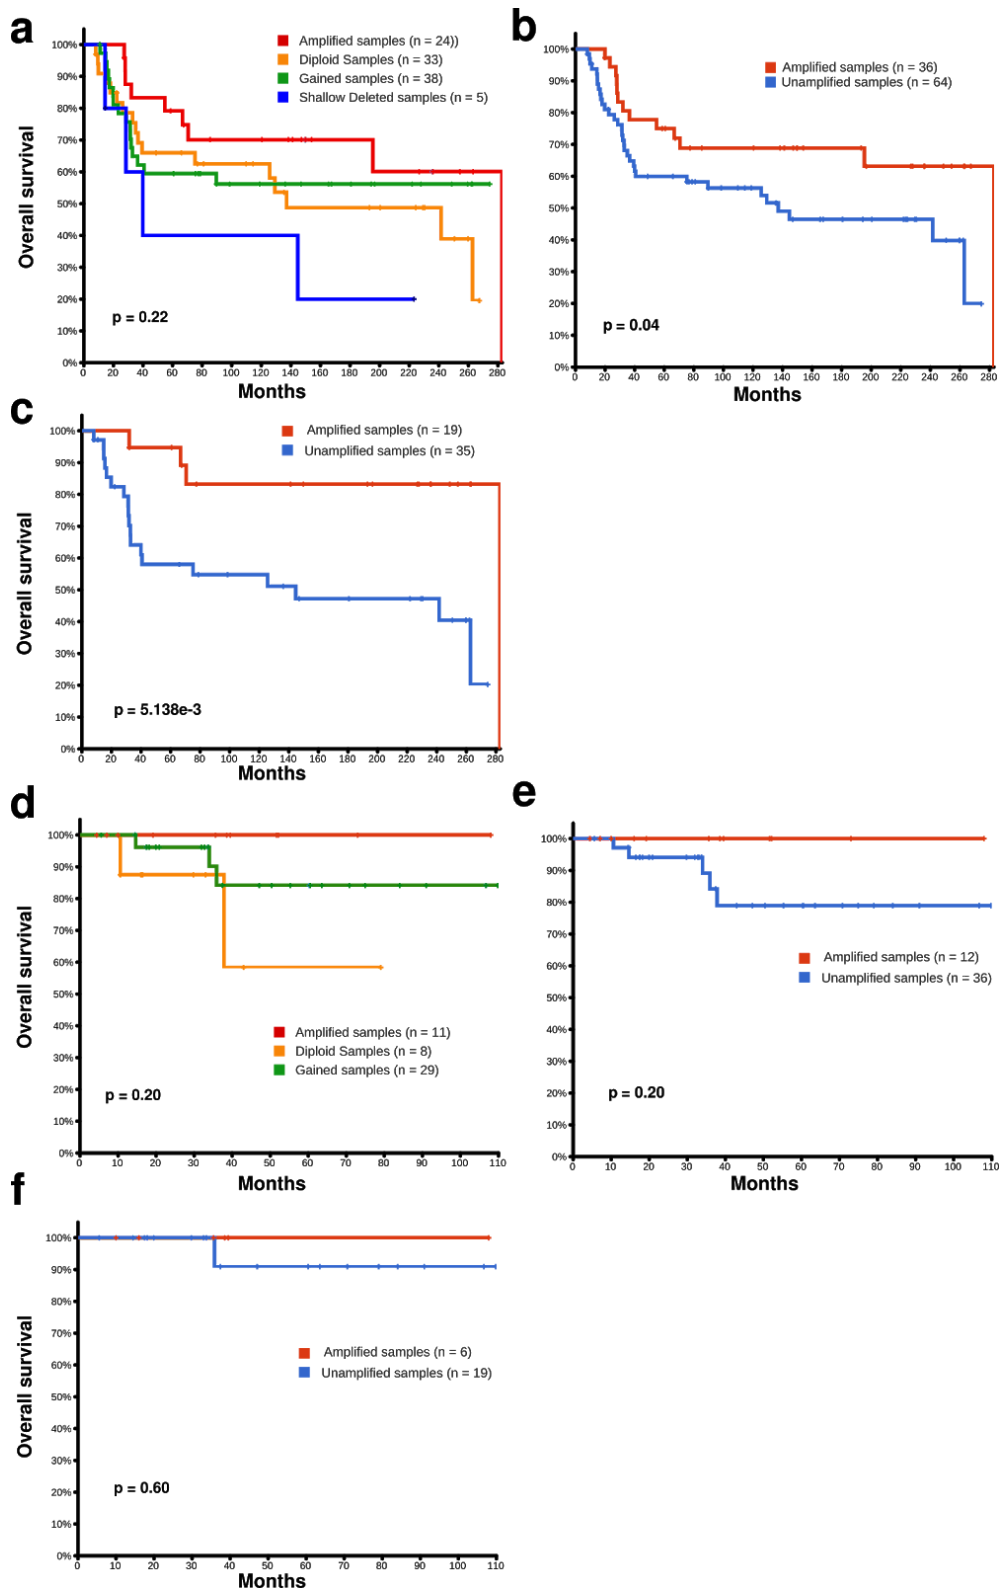 a
Overall survival
100%
90%
80%
70%
60%
50%
40%
30%
20%
10%
0%
Amplified samples (n = 24))
Diploid Samples (n = 33)
Gained samples (n = 38)
Shallow Deleted samples (n = 5)
p = 0.22
0 20 40 60 80 100 120 140 160 180 200 220 240 260 280
Months
b
Overall survival
100%
90%
80%
70%
60%
50%
40%
30%
20%
10%
0%
Amplified samples (n = 36)
Unamplified samples (n = 64)
p = 0.04
0 20 40 60 80 100 120 140 160 180 200 220 240 260 280
Months
c
Overall survival
100%
90%
80%
70%
60%
50%
40%
30%
20%
10%
0%
Amplified samples (n = 19)
Unamplified samples (n = 35)
p = 5.138e-3
0 20 40 60 80 100 120 140 160 180 200 220 240 260 280
Months
d
Overall survival
100%
90%
80%
70%
60%
50%
40%
30%
20%
10%
0%
Amplified samples (n = 11)
Diploid Samples (n = 8)
Gained samples (n = 29)
p = 0.20
0 10 20 30 40 50 60 70 80 90 100 110
Months
e
Overall survival
100%
90%
80%
70%
60%
50%
40%
30%
20%
10%
0%
Amplified samples (n = 12)
Unamplified samples (n = 36)
p = 0.20
0 10 20 30 40 50 60 70 80 90 100 110
Months
f
Overall survival
100%
90%
80%
70%
60%
50%
40%
30%
20%
10%
0%
Amplified samples (n = 6)
Unamplified samples (n = 19)
p = 0.60
0 10 20 30 40 50 60 70 80 90 100 110
Months